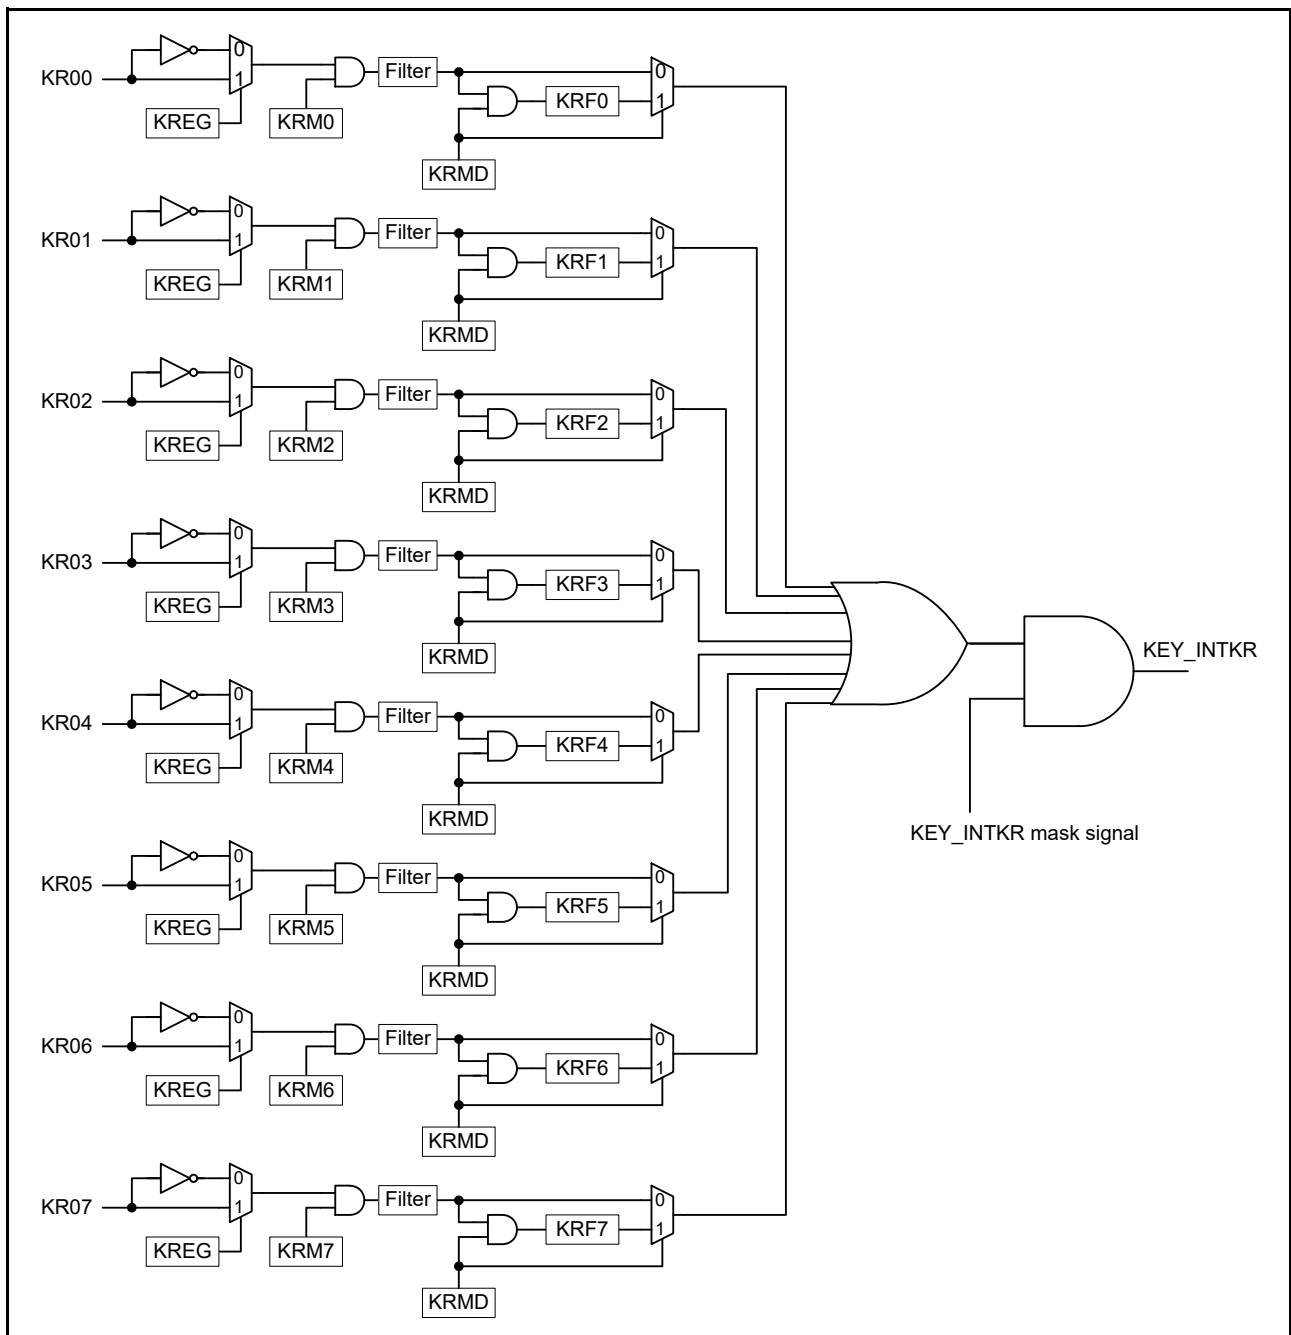 0
KR00 1 Filter 0
KRF0 1
KREG KRM0
KRMD
0
KR01 1 Filter 0
KRF1 1
KREG KRM1
KRMD
0
KR02 1 Filter 0
KRF2 1
KREG KRM2
KRMD
0
KR03 1 Filter 0
KRF3 1
KREG KRM3
KRMD
KEY_INTKR
0
KR04 1 Filter 0
KRF4 1
KREG KRM4
KRMD
KEY_INTKR mask signal
0
KR05 1 Filter 0
KRF5 1
KREG KRM5
KRMD
0
KR06 1 Filter 0
KRF6 1
KREG KRM6
KRMD
0
KR07 1 Filter 0
KRF7 1
KREG KRM7
KRMD